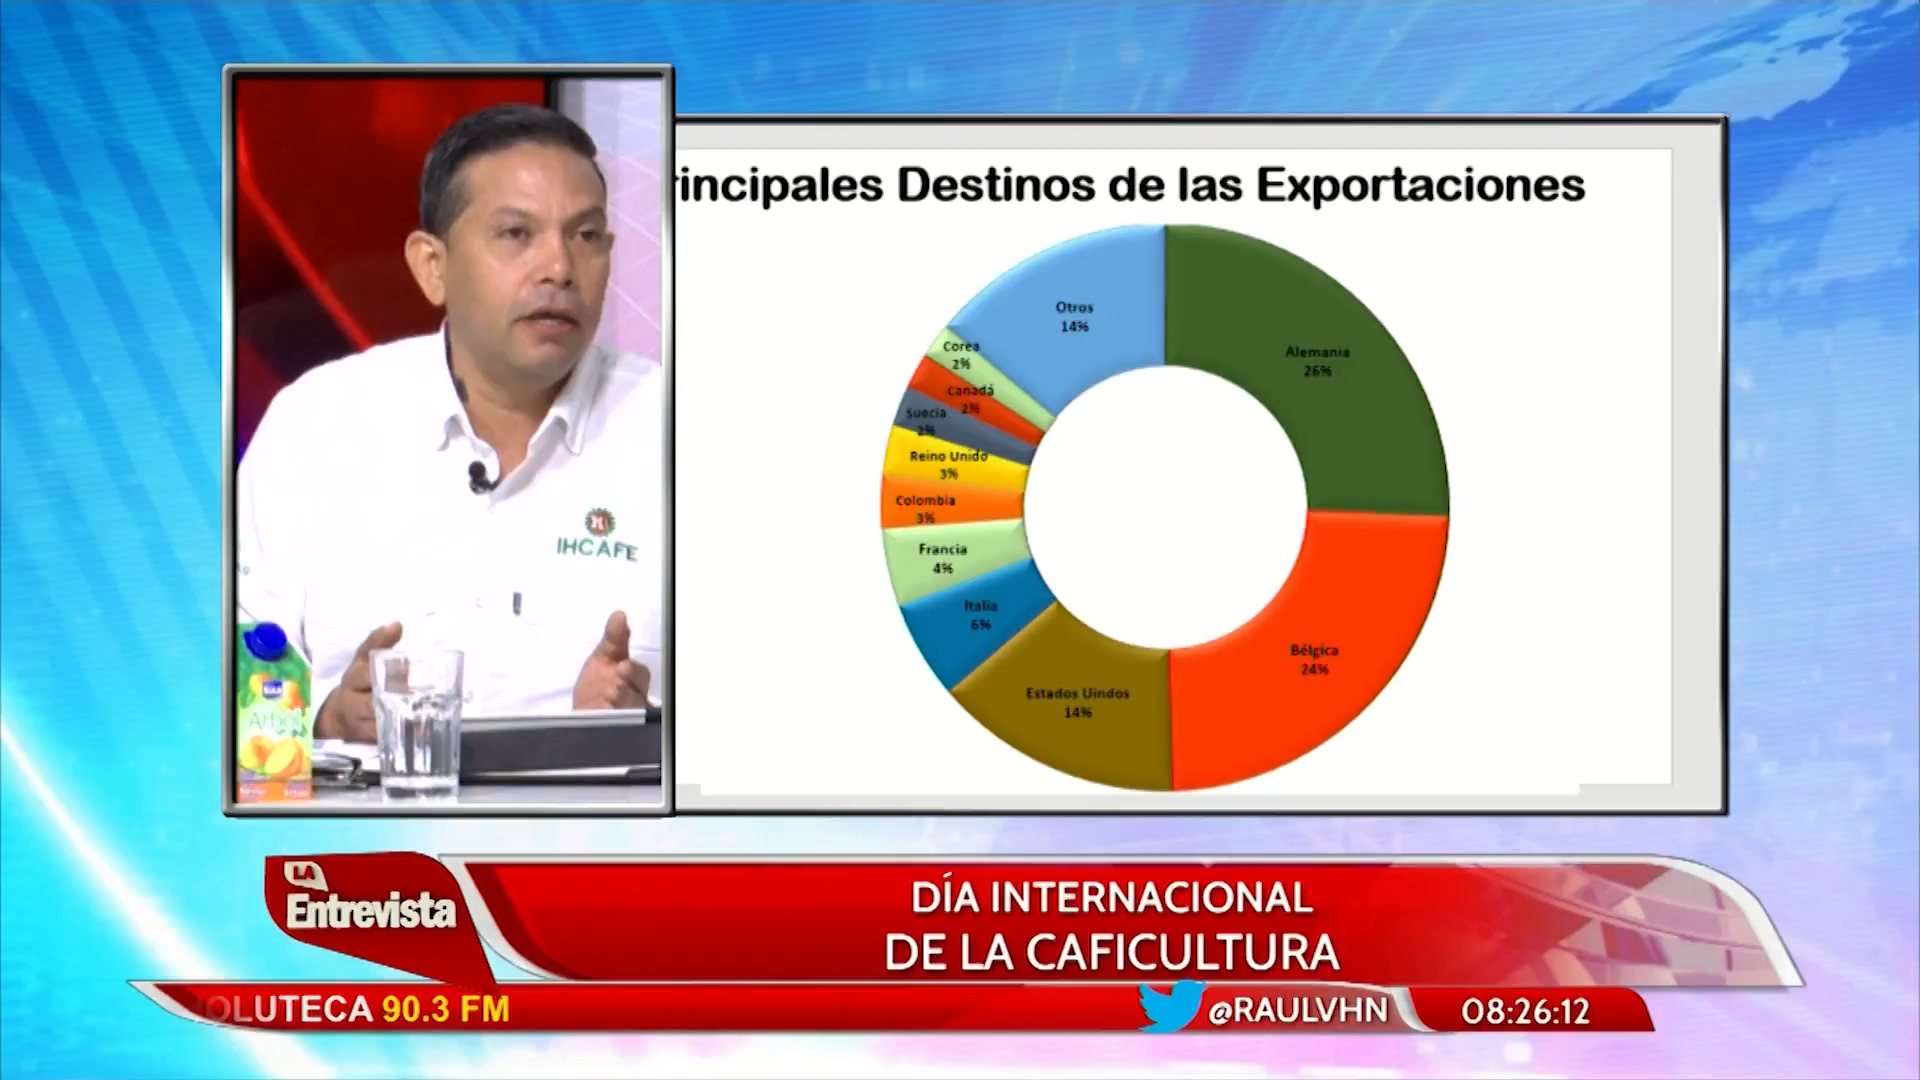 rincipales Destinos de las Exportaciones
Otros
14%
Alemania
26%
Corea
2%
Canadá
2%
Suecia
2%
Reino Unido
3%
Colombia
3%
Francia
4%
Italia
6%
Estados Uindos
14%
Bélgica
24%
IHCAFE
Sula
LA
Entrevista
DÍA INTERNACIONAL
DE LA CAFICULTURA
OLUTECA 90.3 FM
@RAULVHN
08:26:12